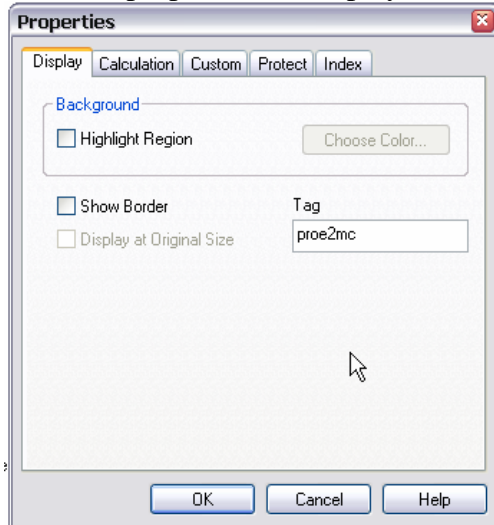 Properties
Display Calculation Custom Protect Index
Background
Highlight Region Choose Color...
Show Border Tag
Display at Original Size proe2mc
OK Cancel Help